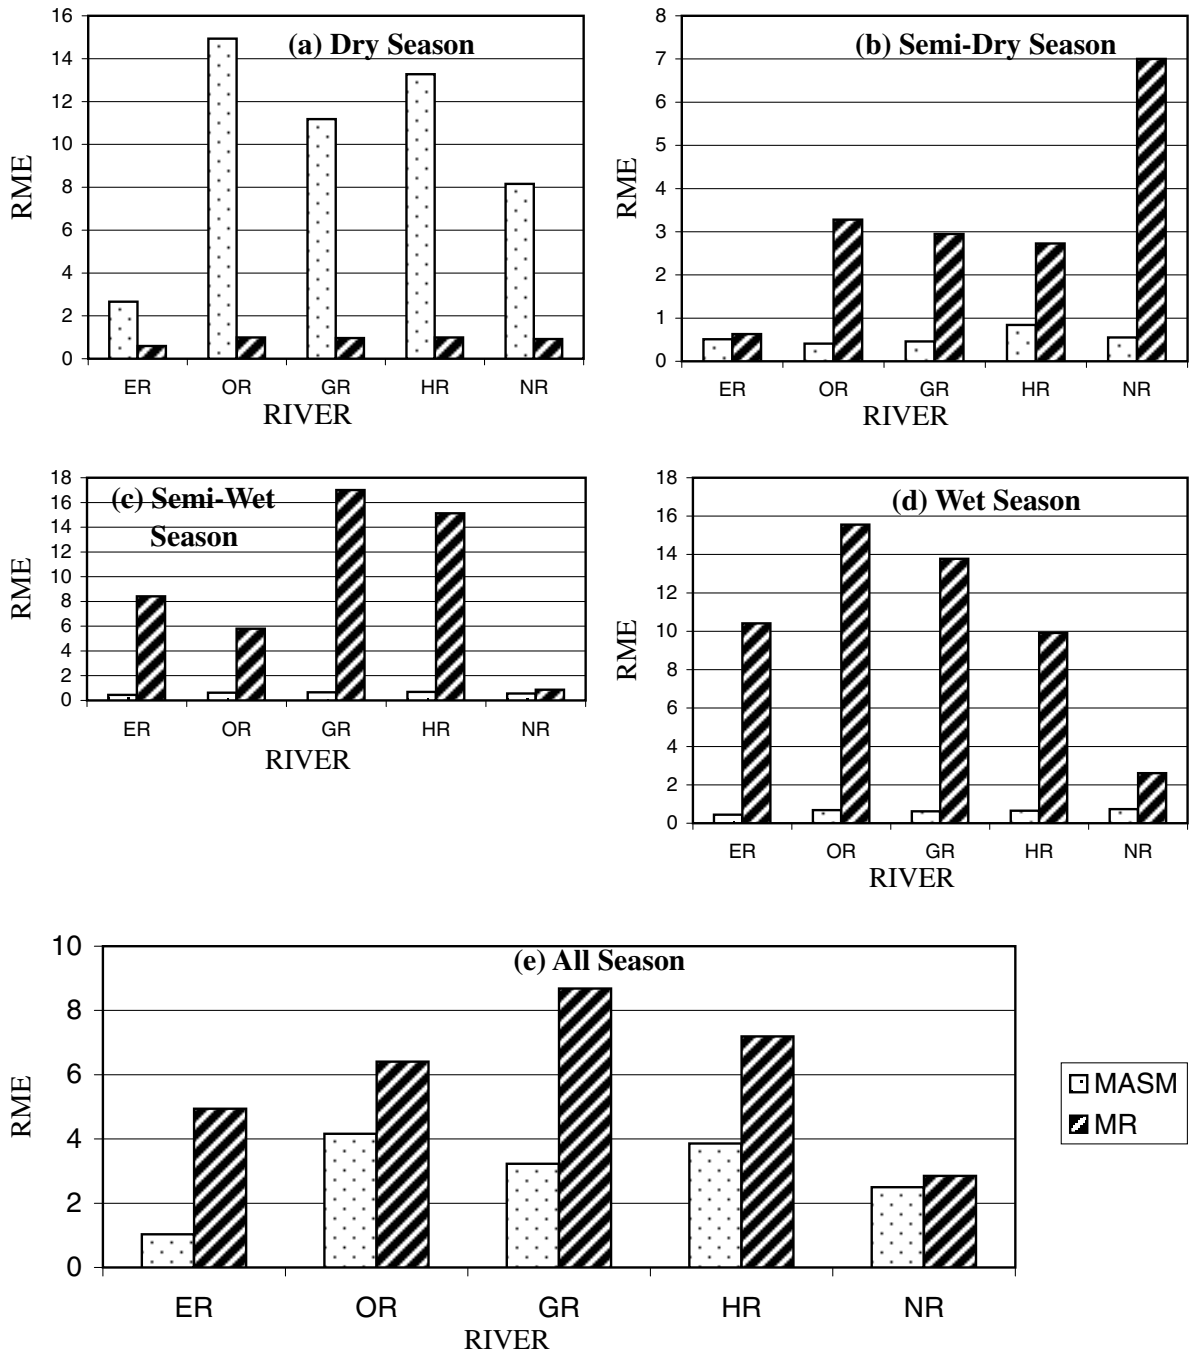 (a) Dry Season
RME
16
14
12
10
8
6
4
2
0
ER OR GR HR NR
RIVER
(b) Semi-Dry Season
RME
8
7
6
5
4
3
2
1
0
ER OR GR HR NR
RIVER
(c) Semi-Wet
Season
RME
18
16
14
12
10
8
6
4
2
0
ER OR GR HR NR
RIVER
(d) Wet Season
RME
18
16
14
12
10
8
6
4
2
0
ER OR GR HR NR
RIVER
(e) All Season
RME
10
8
6
4
2
0
ER OR GR HR NR
RIVER
MASM
MR